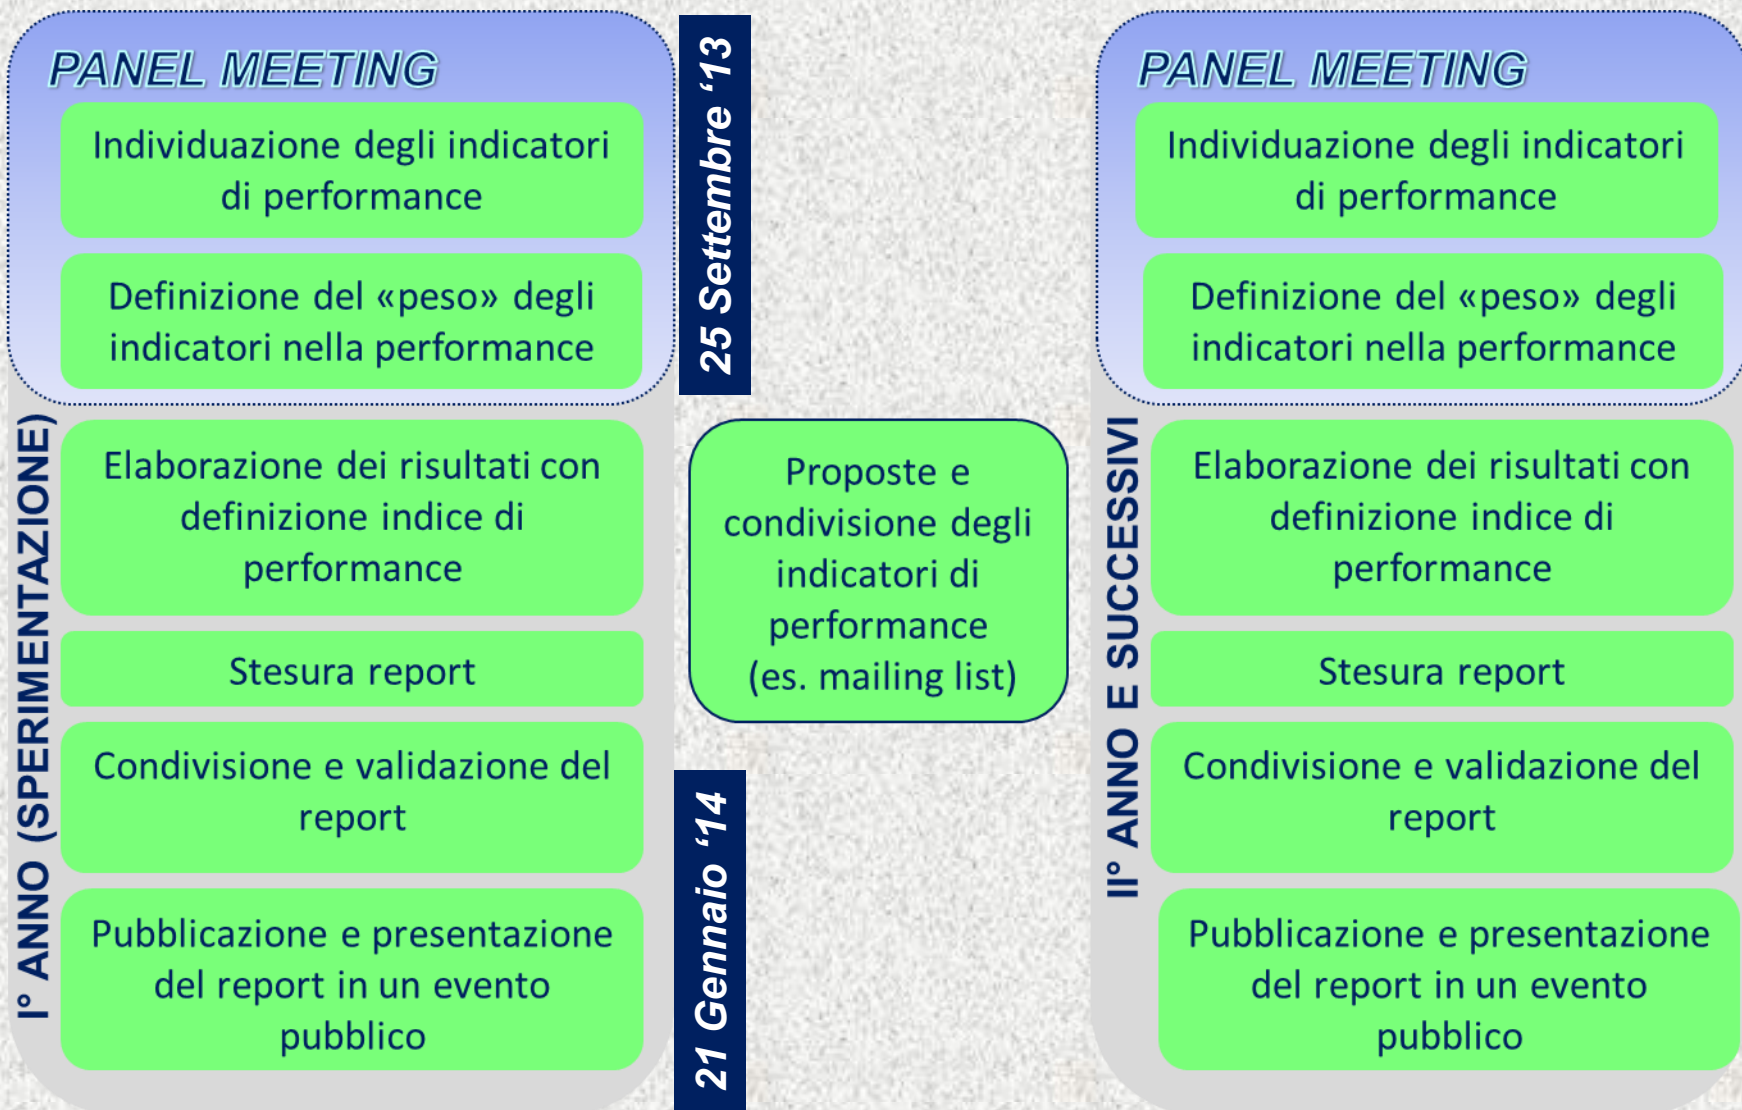 PANEL MEETING
Individuazione degli indicatori
di performance
Definizione del «peso» degli
indicatori nella performance
I° ANNO (SPERIMENTAZIONE)
Elaborazione dei risultati con
definizione indice di
performance
Stesura report
Condivisione e validazione del
report
Pubblicazione e presentazione
del report in un evento
pubblico
25 Settembre ‘13
Proposte e
condivisione degli
indicatori di
performance
(es. mailing list)
21 Gennaio ‘14
PANEL MEETING
Individuazione degli indicatori
di performance
Definizione del «peso» degli
indicatori nella performance
II° ANNO E SUCCESSIVI
Elaborazione dei risultati con
definizione indice di
performance
Stesura report
Condivisione e validazione del
report
Pubblicazione e presentazione
del report in un evento
pubblico